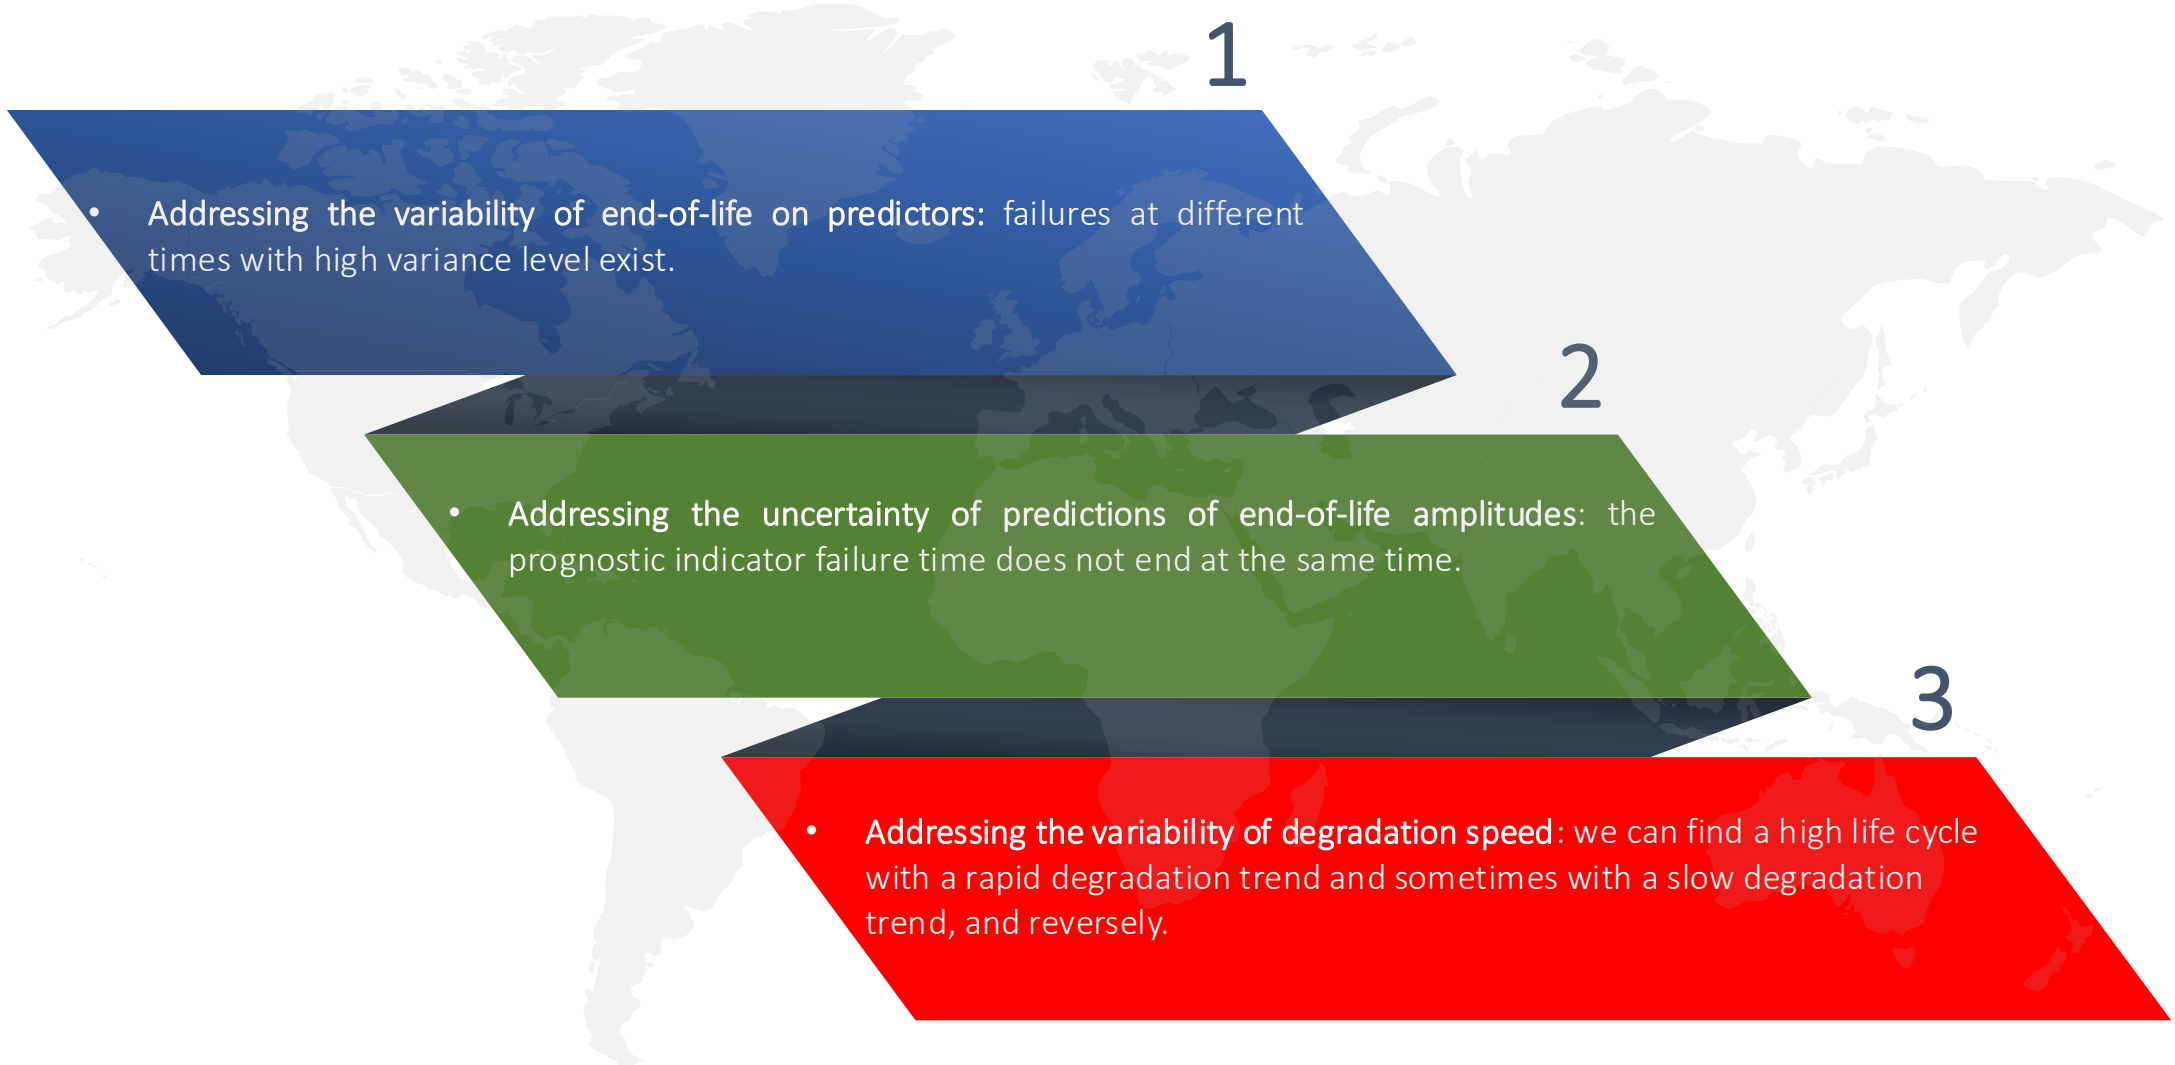 1
• Addressing the variability of end-of-life on predictors: failures at different
times with high variance level exist.
2
• Addressing the uncertainty of predictions of end-of-life amplitudes: the
prognostic indicator failure time does not end at the same time.
3
• Addressing the variability of degradation speed: we can find a high life cycle
with a rapid degradation trend and sometimes with a slow degradation
trend, and reversely.